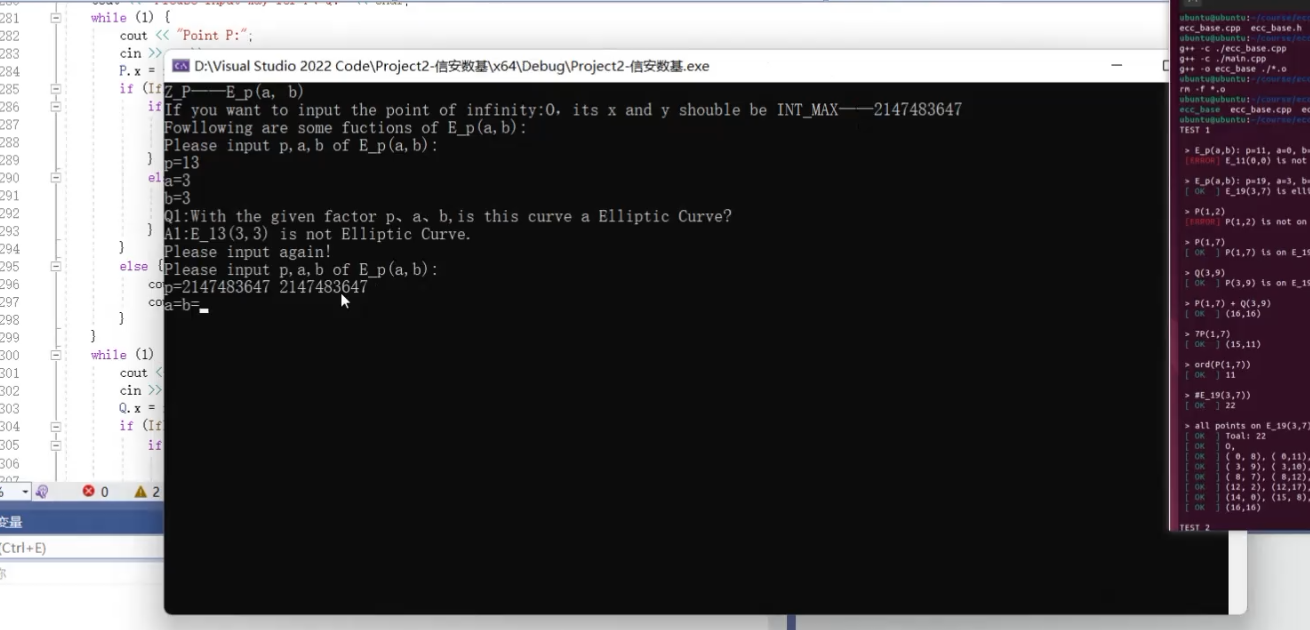 281 while (1) {
282 cout << "Point P:";
283 cin >>
284 P.x =
285 if (If
286 if
287
288
289 }
290 el
291
292
293 }
294 }
295 else {
296 co
297 co
298 }
299 }
300 while (1)
301 cout <
302 cin >>
303 Q.x =
304 if (If
305 if
306
0 2
变量
(Ctrl+E)
D:\Visual Studio 2022 Code\Project2-信安数基\x64\Debug\Project2-信安数基.exe
Z_P——E_p(a, b)
If you want to input the point of infinity:O, its x and y shouble be INT_MAX——2147483647
Fowllowing are some fuctions of E_p(a,b):
Please input p,a,b of E_p(a,b):
p=13
a=3
b=3
Q1:With the given factor p、a、b,is this curve a Elliptic Curve?
A1:E_13(3,3) is not Elliptic Curve.
Please input again!
Please input p,a,b of E_p(a,b):
p=2147483647 2147483647
a=b=
ubuntu@ubuntu:~/course/ec
ecc_base.cpp ecc_base.h
ubuntu@ubuntu:~/course/ec
g++ -c ./ecc_base.cpp
g++ -c ./main.cpp
g++ -o ecc_base ./*.o
ubuntu@ubuntu:~/course/ec
rm -f *.o
ubuntu@ubuntu:~/course/ec
ecc_base ecc_base.cpp ec
ubuntu@ubuntu:~/course/ec
TEST 1
> E_p(a,b): p=11, a=0, b=
[ERROR] E_11(0,0) is not
> E_p(a,b): p=19, a=3, b=
[ OK ] E_19(3,7) is elli
> P(1,2)
[ERROR] P(1,2) is not on
> P(1,7)
[ OK ] P(1,7) is on E_19
> Q(3,9)
[ OK ] P(3,9) is on E_19
> P(1,7) + Q(3,9)
[ OK ] (16,16)
> 7P(1,7)
[ OK ] (15,11)
> ord(P(1,7))
[ OK ] 11
> #E_19(3,7))
[ OK ] 22
> all points on E_19(3,7)
[ OK ] Toal: 22
[ OK ] O,
[ OK ] ( 0, 8), ( 0,11),
[ OK ] ( 3, 9), ( 3,10),
[ OK ] ( 8, 7), ( 8,12),
[ OK ] (12, 2), (12,17),
[ OK ] (14, 0), (15, 8),
[ OK ] (16,16)
TEST 2